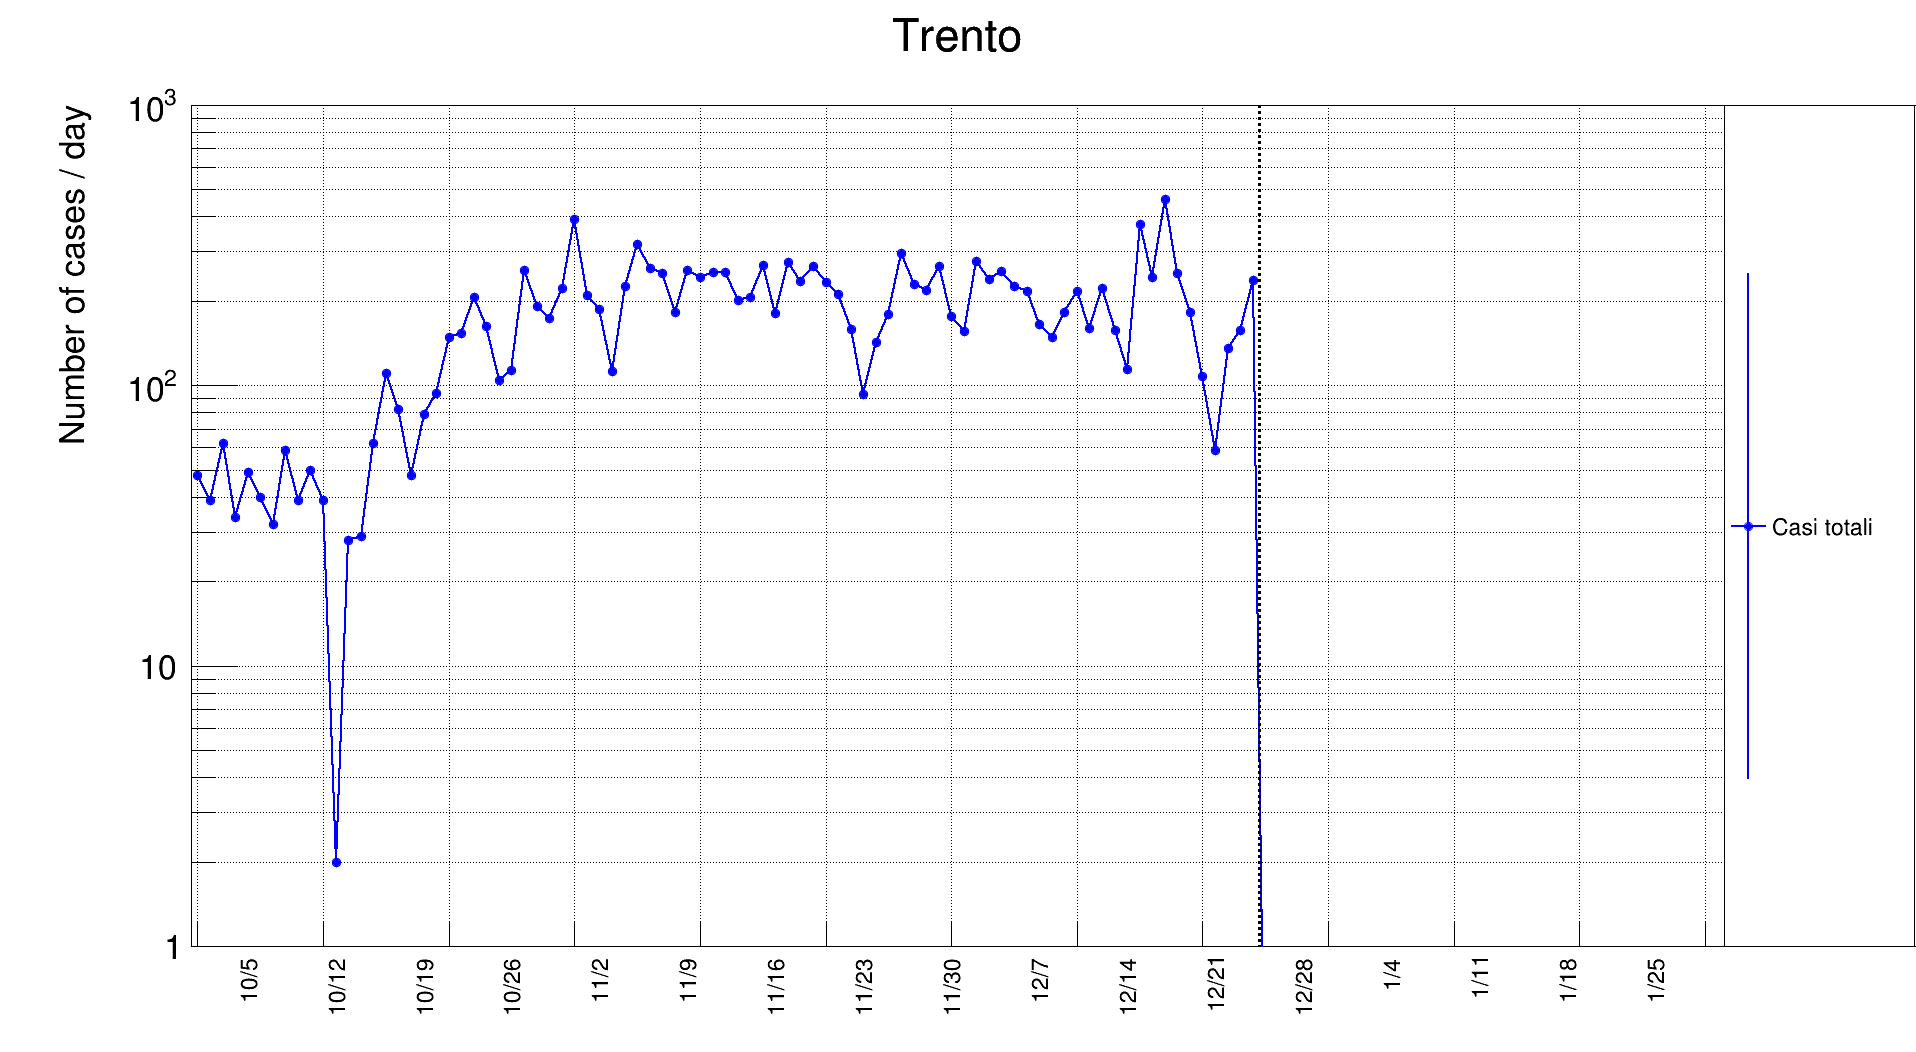 Trento
Number of cases / day
10³
10²
10
1
10/5 10/12 10/19 10/26 11/2 11/9 11/16 11/23 11/30 12/7 12/14 12/21 12/28 1/4 1/11 1/18 1/25
Casi totali